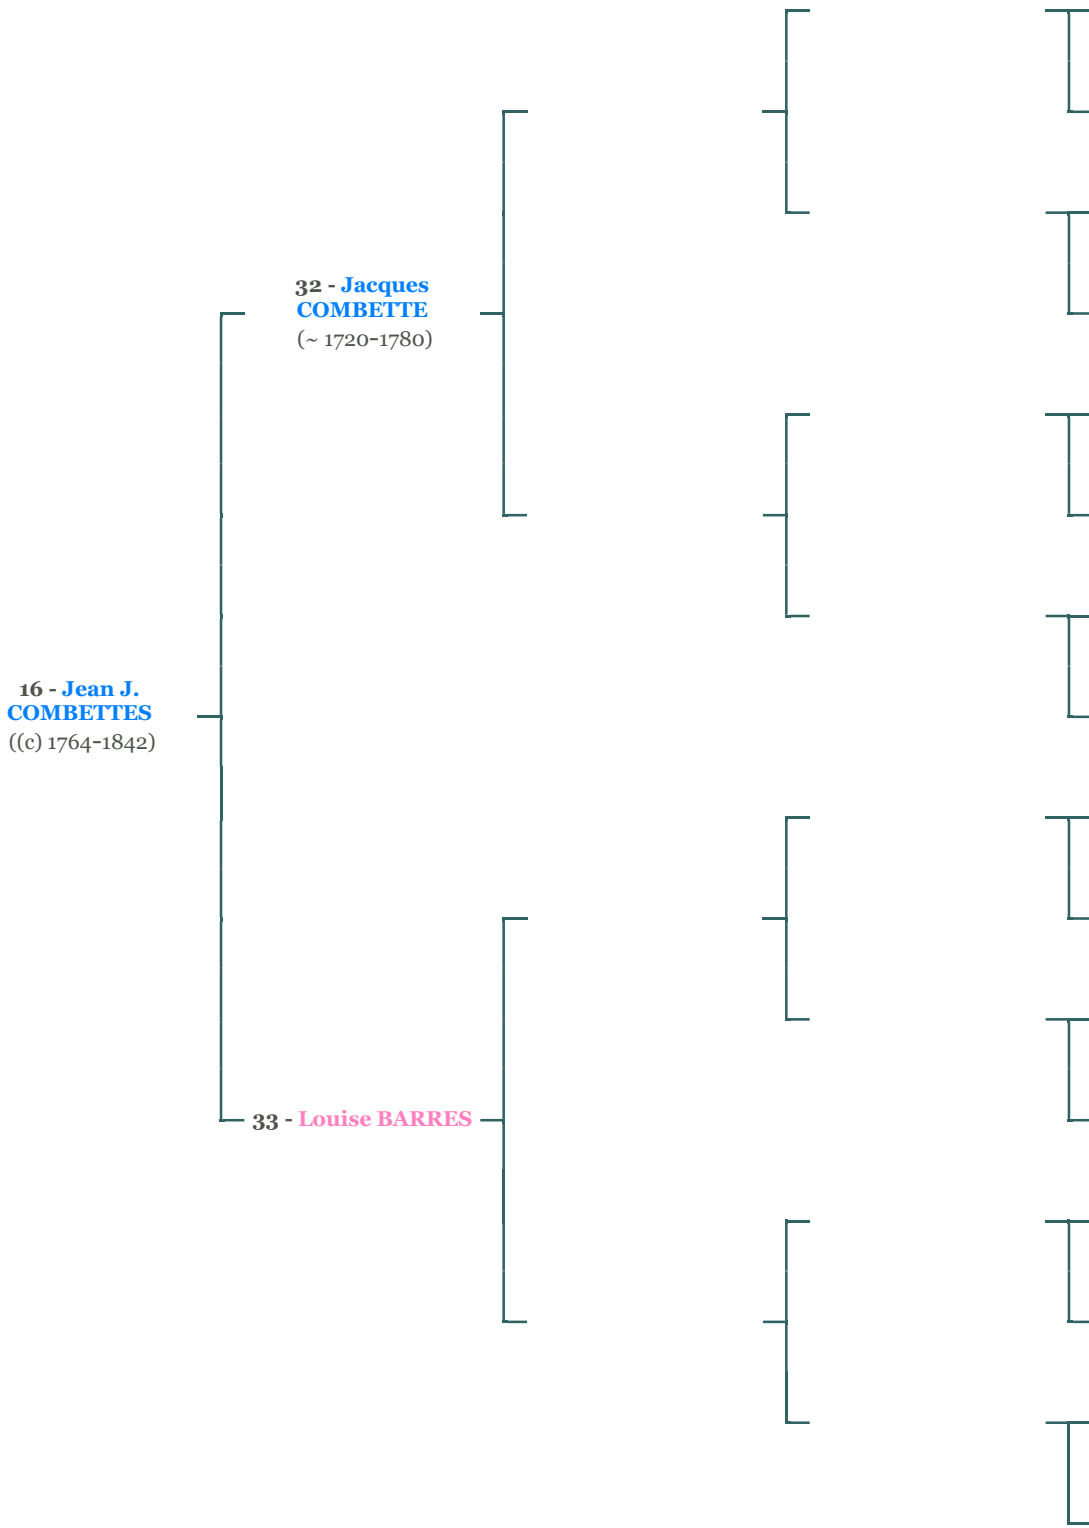 32 - Jacques
COMBETTE
(~ 1720-1780)
16 - Jean J.
COMBETTES
((c) 1764-1842)
33 - Louise BARRES